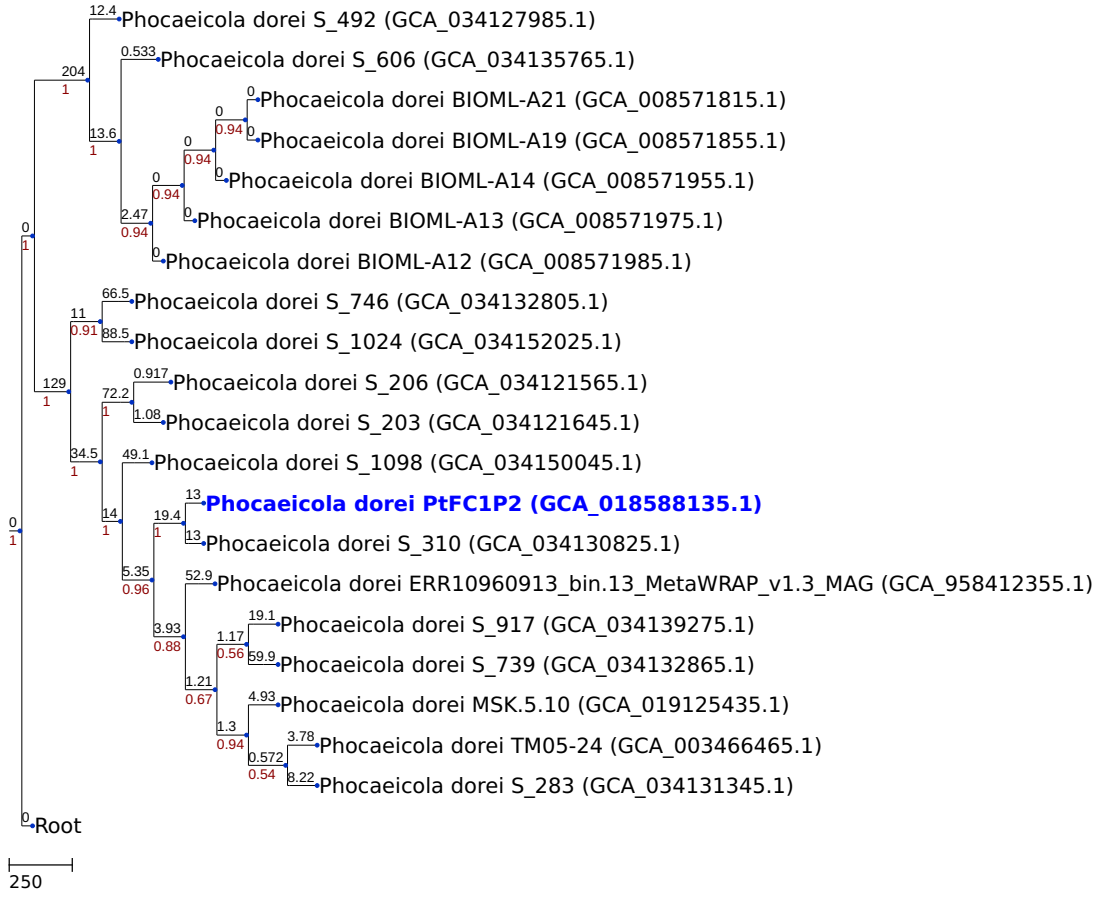 12.4 Phocaeicola dorei S_492 (GCA_034127985.1)
0.533 Phocaeicola dorei S_606 (GCA_034135765.1)
204
1
0 Phocaeicola dorei BIOML-A21 (GCA_008571815.1)
0
0.94
13.6
1
0 Phocaeicola dorei BIOML-A19 (GCA_008571855.1)
0
0.94
0 Phocaeicola dorei BIOML-A14 (GCA_008571955.1)
0
0.94
2.47
0.94
0 Phocaeicola dorei BIOML-A13 (GCA_008571975.1)
0
1
0 Phocaeicola dorei BIOML-A12 (GCA_008571985.1)
66.5 Phocaeicola dorei S_746 (GCA_034132805.1)
11
0.91
88.5 Phocaeicola dorei S_1024 (GCA_034152025.1)
129
1
0.917 Phocaeicola dorei S_206 (GCA_034121565.1)
72.2
1
1.08 Phocaeicola dorei S_203 (GCA_034121645.1)
34.5
1
49.1 Phocaeicola dorei S_1098 (GCA_034150045.1)
13 Phocaeicola dorei PtFC1P2 (GCA_018588135.1)
0
1
14
1
19.4
1
13 Phocaeicola dorei S_310 (GCA_034130825.1)
5.35
0.96
52.9 Phocaeicola dorei ERR10960913_bin.13_MetaWRAP_v1.3_MAG (GCA_958412355.1)
3.93
0.88
19.1 Phocaeicola dorei S_917 (GCA_034139275.1)
1.17
0.56
59.9 Phocaeicola dorei S_739 (GCA_034132865.1)
1.21
0.67
4.93 Phocaeicola dorei MSK.5.10 (GCA_019125435.1)
1.3
0.94
3.78 Phocaeicola dorei TM05-24 (GCA_003466465.1)
0.572
0.54
8.22 Phocaeicola dorei S_283 (GCA_034131345.1)
0 Root
250